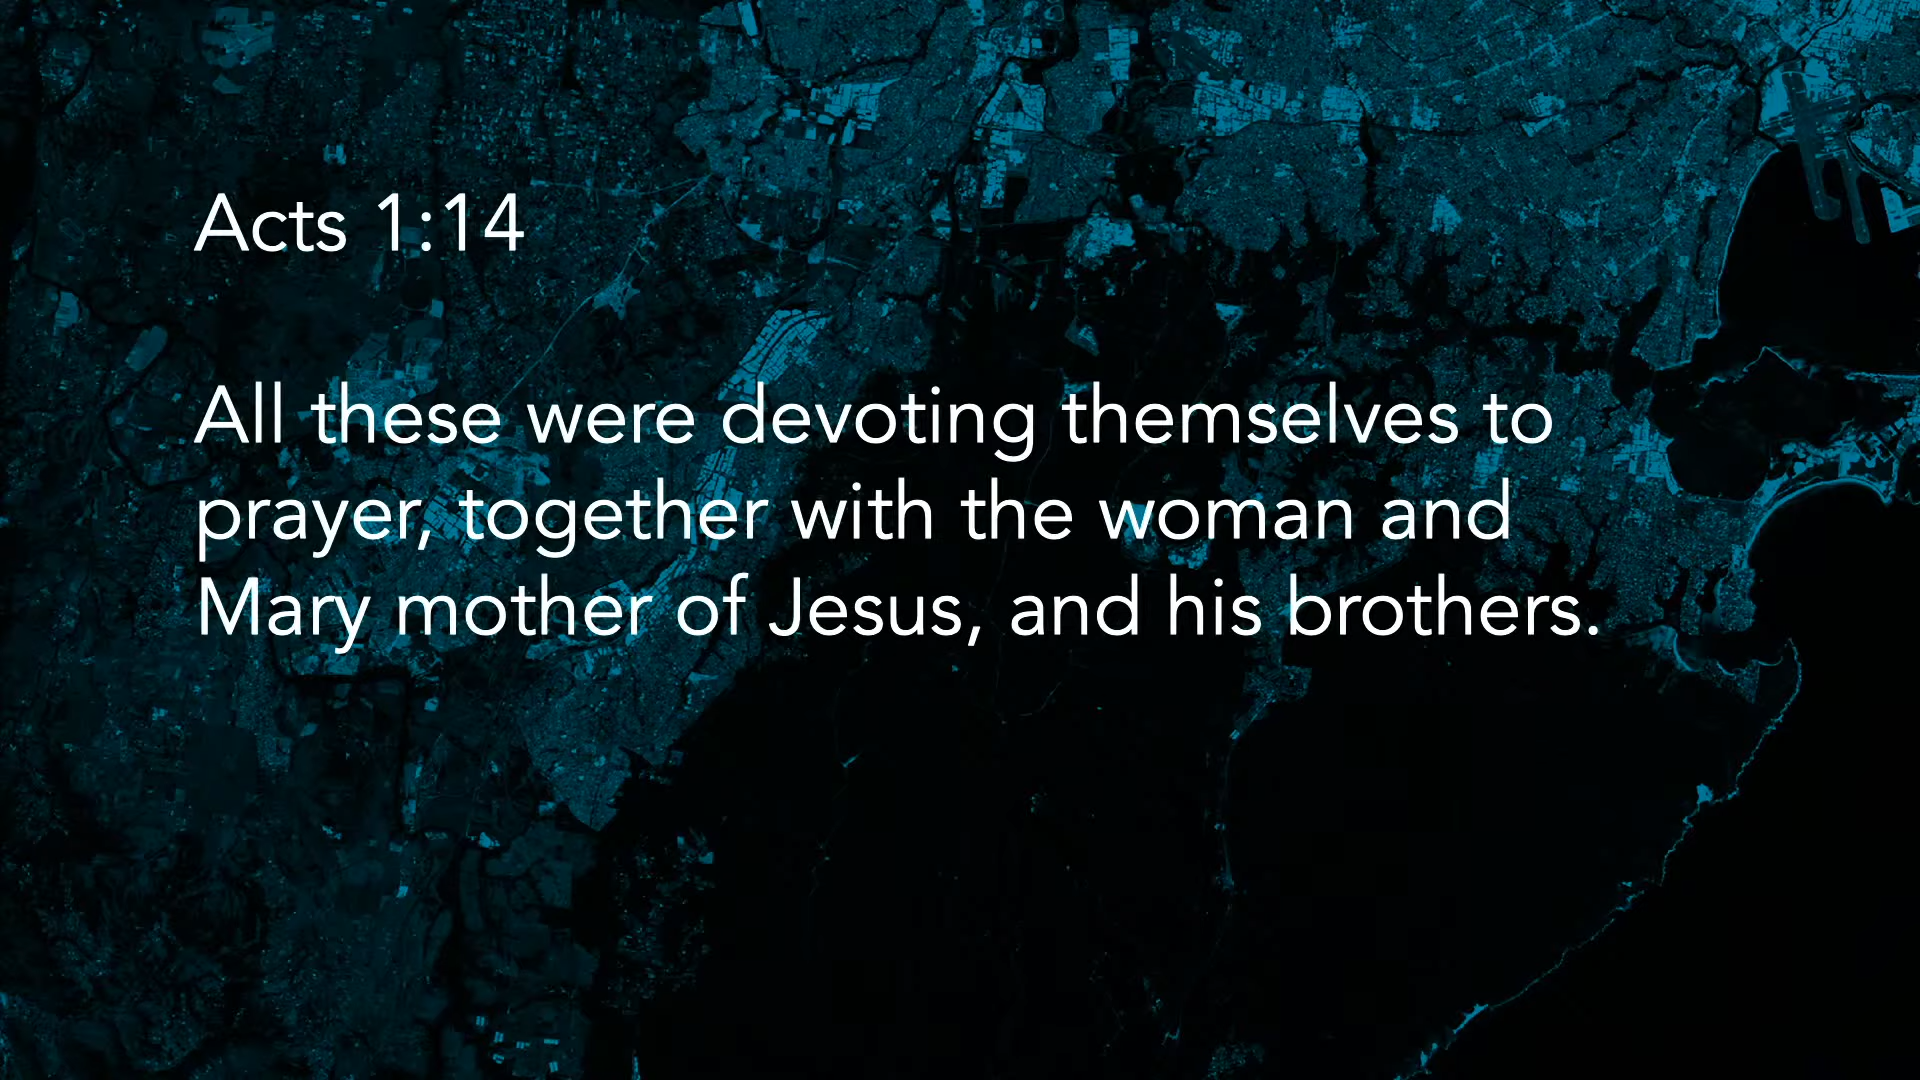 Acts 1:14
All these were devoting themselves to
prayer, together with the woman and
Mary mother of Jesus, and his brothers.